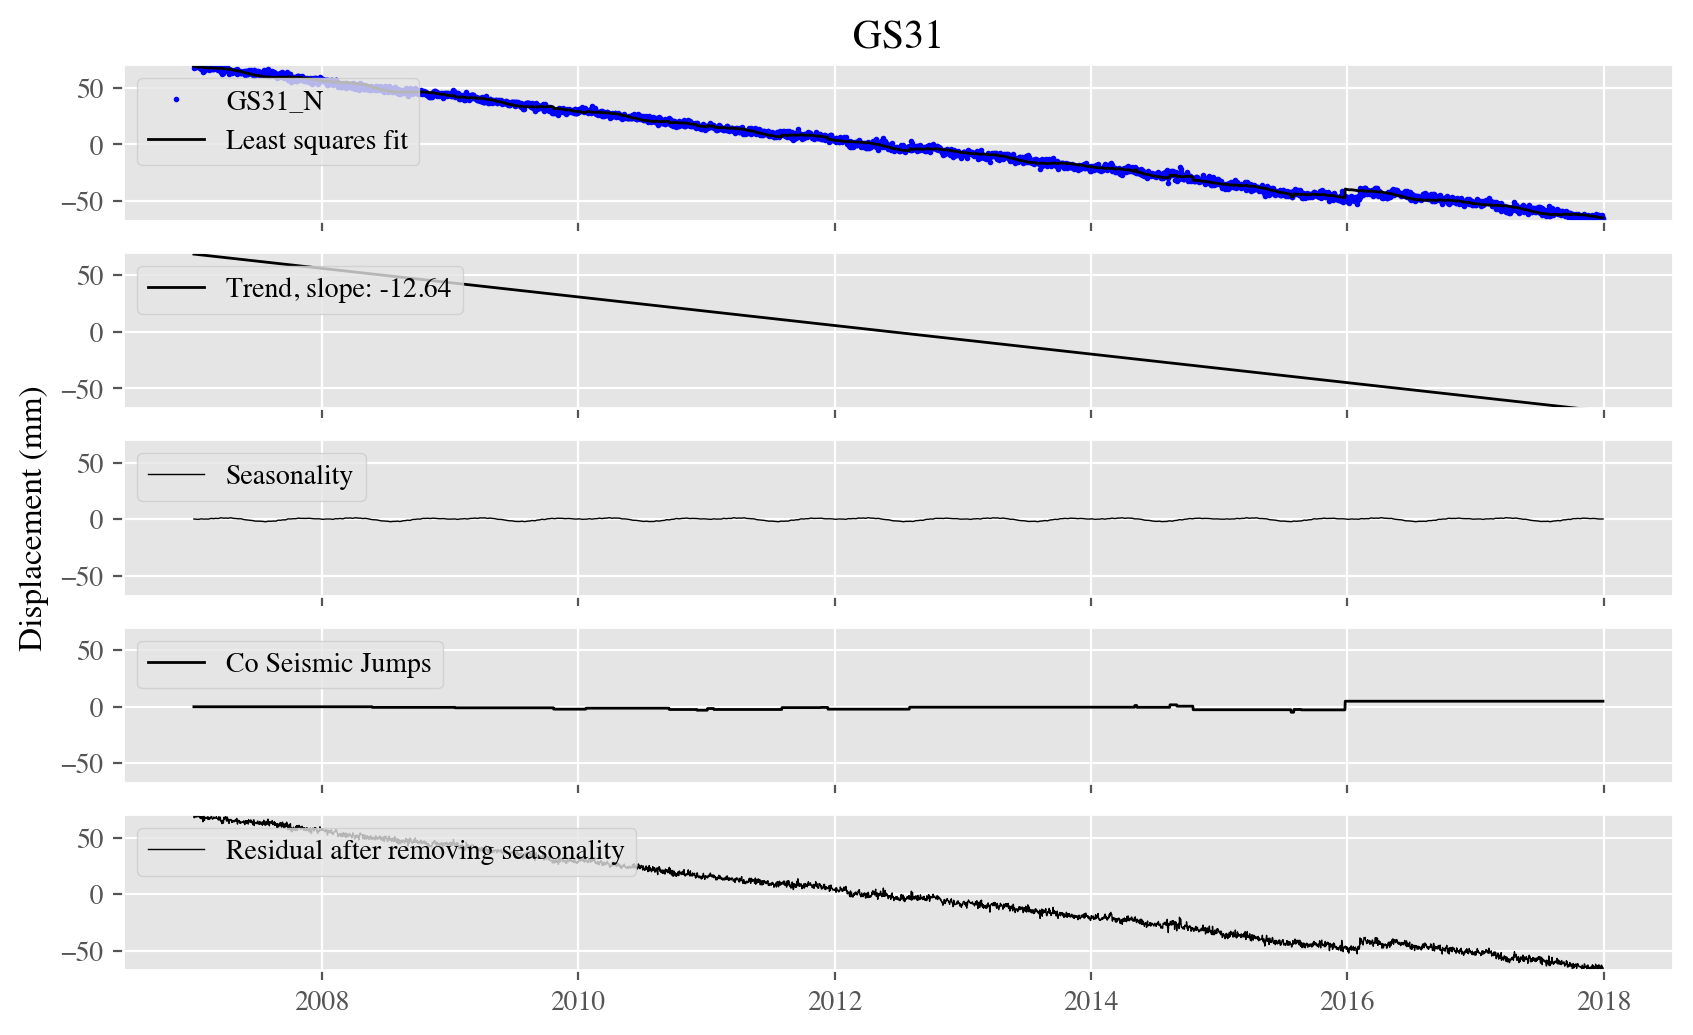 GS31
50
0
−50
GS31_N
Least squares fit
50
0
−50
Trend, slope: -12.64
Displacement (mm)
50
0
−50
Seasonality
50
0
−50
Co Seismic Jumps
50
0
−50
Residual after removing seasonality
2008 2010 2012 2014 2016 2018